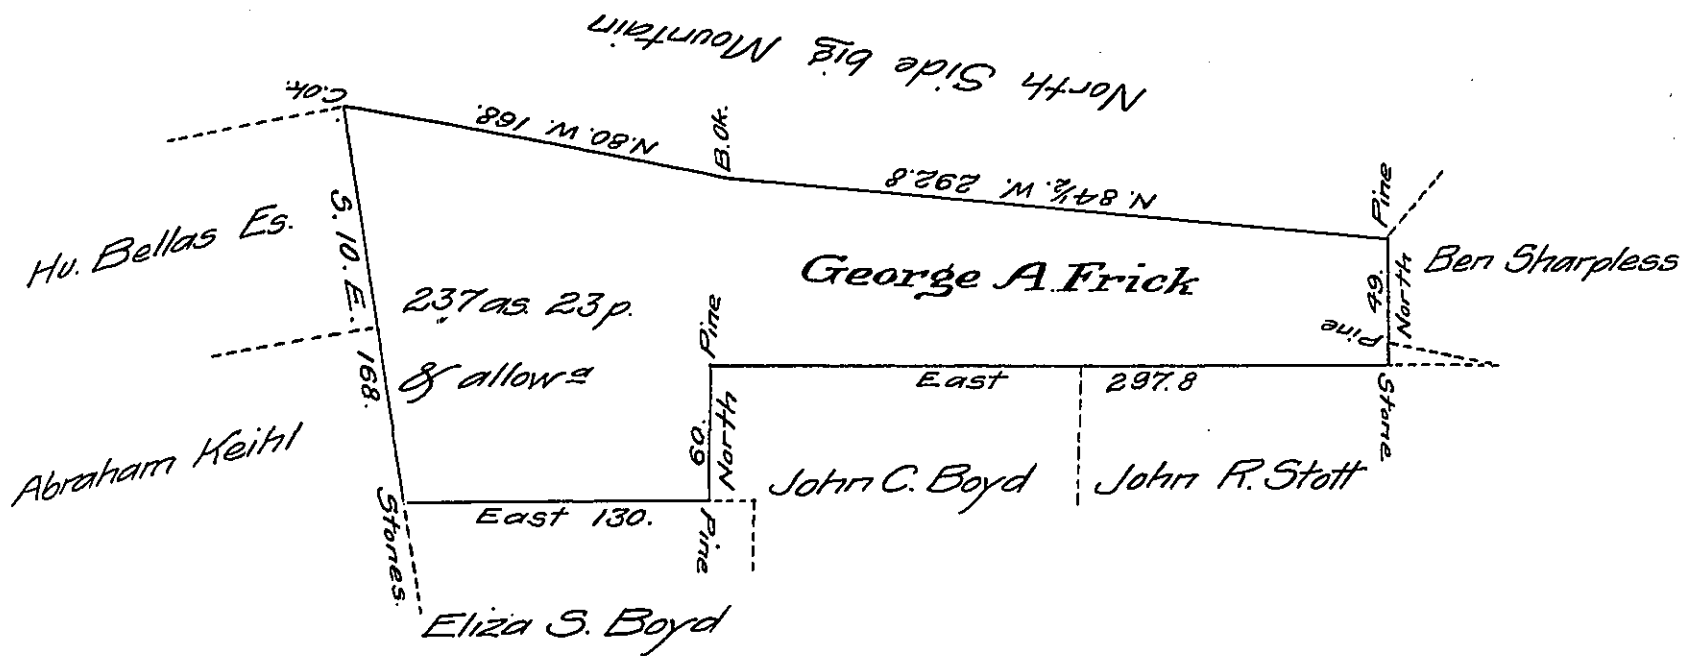 North Side big Mountain
C.ok.
N. 80. W. 168.
B. Ok.
N. 84½. W. 292.8
Pine
Hu. Bellas Es.
S. 10. E. 168.
237 as. 23 p.
& allowᵃ
George A. Frick
Ben Sharpless
North 49.
Pine
Pine
East 297.8
Stone
Abraham Keihl
North 60.
John C. Boyd
John R. Stott
Stones.
East 130.
Pine
Eliza S. Boyd